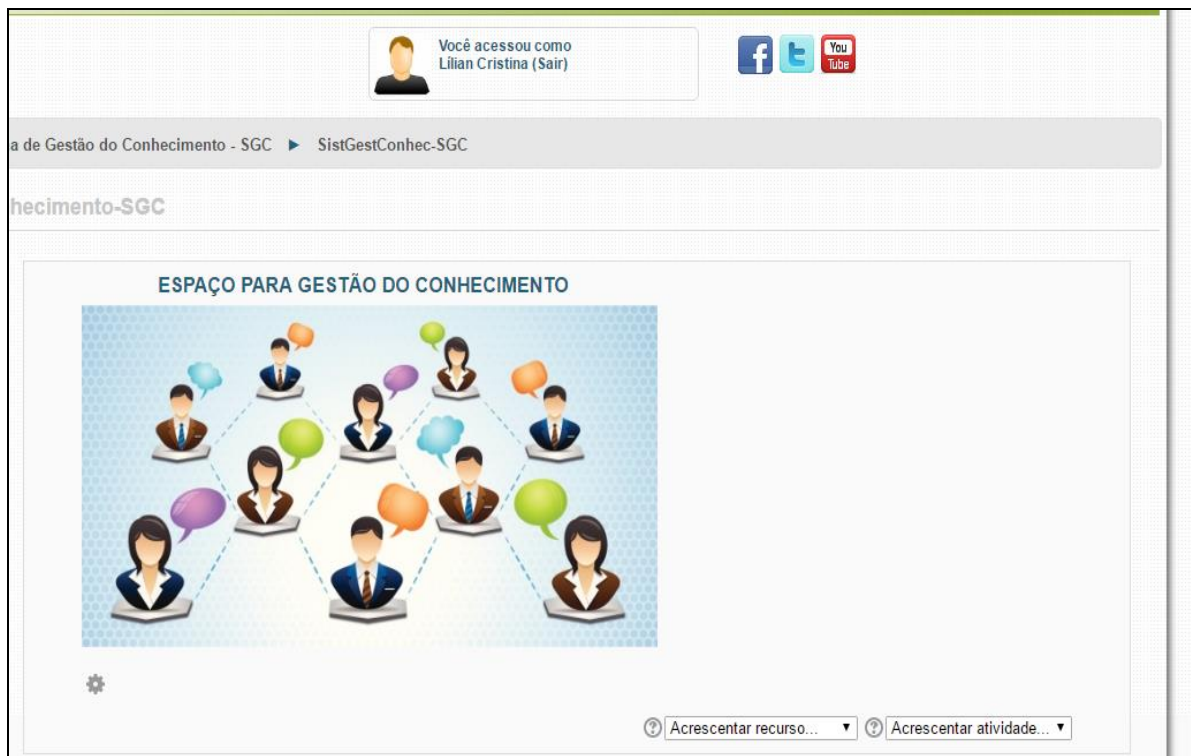 Você acessou como
Lílian Cristina (Sair)
You
Tube
a de Gestão do Conhecimento - SGC ► SistGestConhec-SGC
hecimento-SGC
ESPAÇO PARA GESTÃO DO CONHECIMENTO
Acrescentar recurso... Acrescentar atividade...